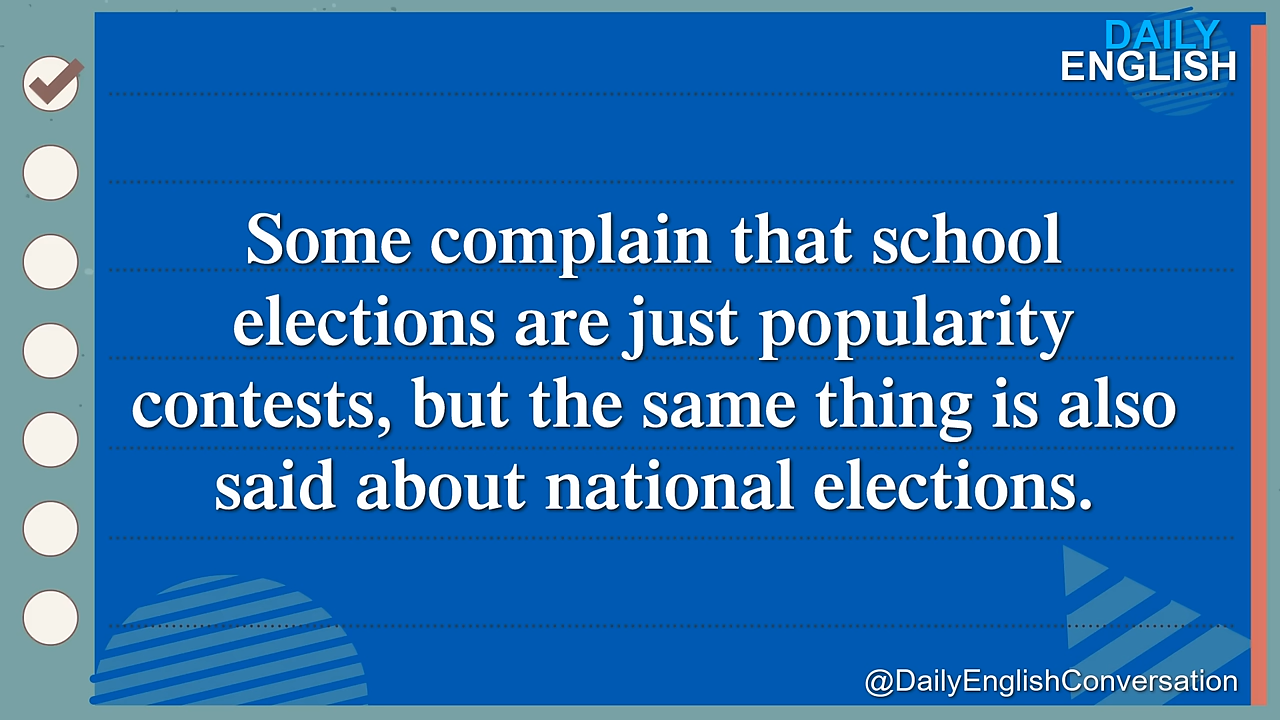 DAILY
ENGLISH
Some complain that school
elections are just popularity
contests, but the same thing is also
said about national elections.
@DailyEnglishConversation